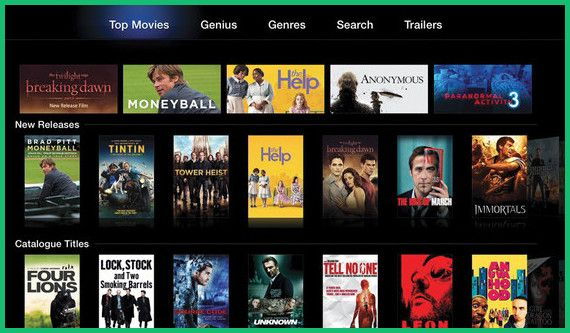 Top Movies Genius Genres Search Trailers
the twilight saga
breaking dawn
New Release Film
MONEYBALL
the
Help
ANONYMOUS
PARANORMAL
ACTIVITY 3
New Releases
BRAD PITT
MONEYBALL
TINTIN
TOWER HEIST
the
Help
breaking dawn
THE IDES OF MARCH
IMMORTALS
Catalogue Titles
FOUR
LIONS
LOCK, STOCK
and Two
Smoking Barrels
SOURCE CODE
UNKNOWN
TELL NO ONE
LEON